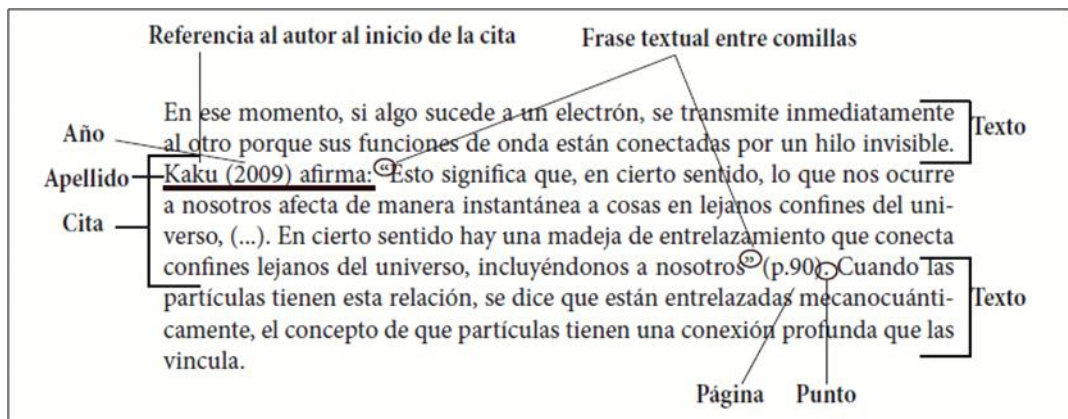 Referencia al autor al inicio de la cita
Frase textual entre comillas
En ese momento, si algo sucede a un electrón, se transmite inmediatamente
Texto
Año
al otro porque sus funciones de onda están conectadas por un hilo invisible.
Apellido
Kaku (2009) afirma: “Esto significa que, en cierto sentido, lo que nos ocurre
Cita
a nosotros afecta de manera instantánea a cosas en lejanos confines del uni-
verso, (...). En cierto sentido hay una madeja de entrelazamiento que conecta
confines lejanos del universo, incluyéndonos a nosotros” (p.90). Cuando las
partículas tienen esta relación, se dice que están entrelazadas mecanocuánti-
Texto
camente, el concepto de que partículas tienen una conexión profunda que las
vincula.
Página
Punto